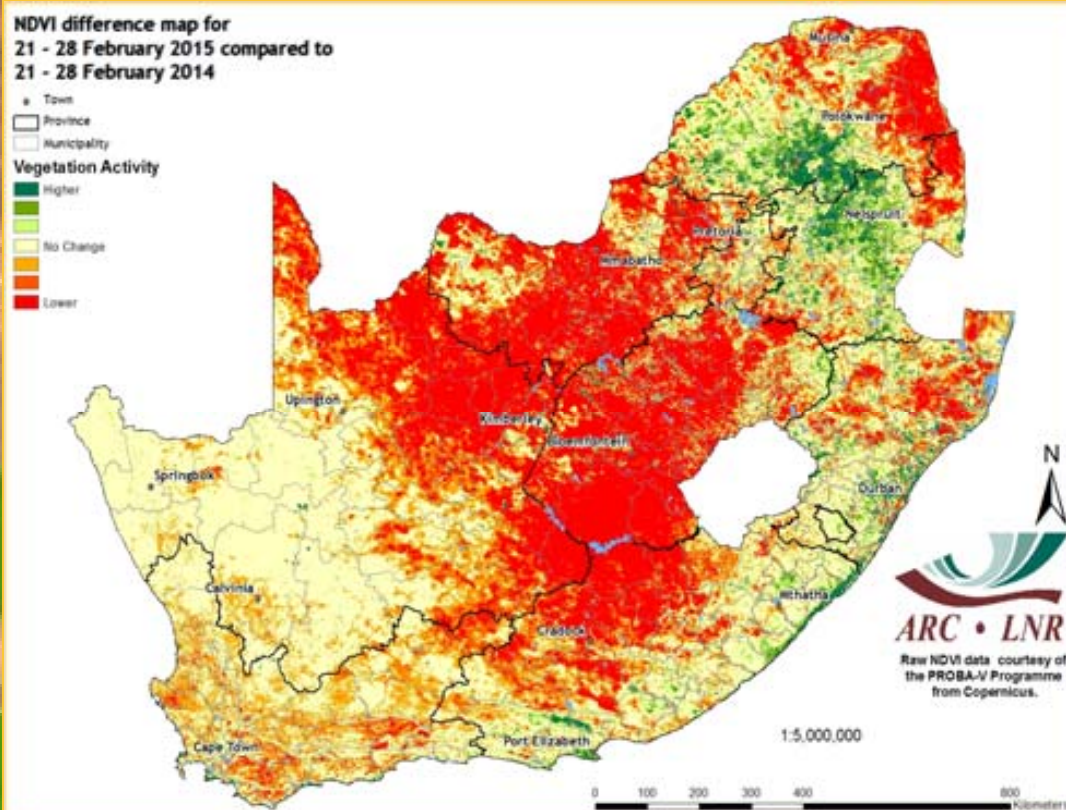 NDVI difference map for
21 - 28 February 2015 compared to
21 - 28 February 2014
Town
Province
Municipality
Vegetation Activity
Higher
No Change
Lower
Musina
Polokwane
Nelspruit
Pretoria
Mmabatho
Upington
Kimberley
Bloemfontein
Springbok
Durban
Calvinia
Mthatha
Cradock
Cape Town
Port Elizabeth
N
ARC • LNR
Raw NDVI data courtesy of
the PROBA-V Programme
from Copernicus.
1:5,000,000
0 100 200 300 400 800
Kilometers